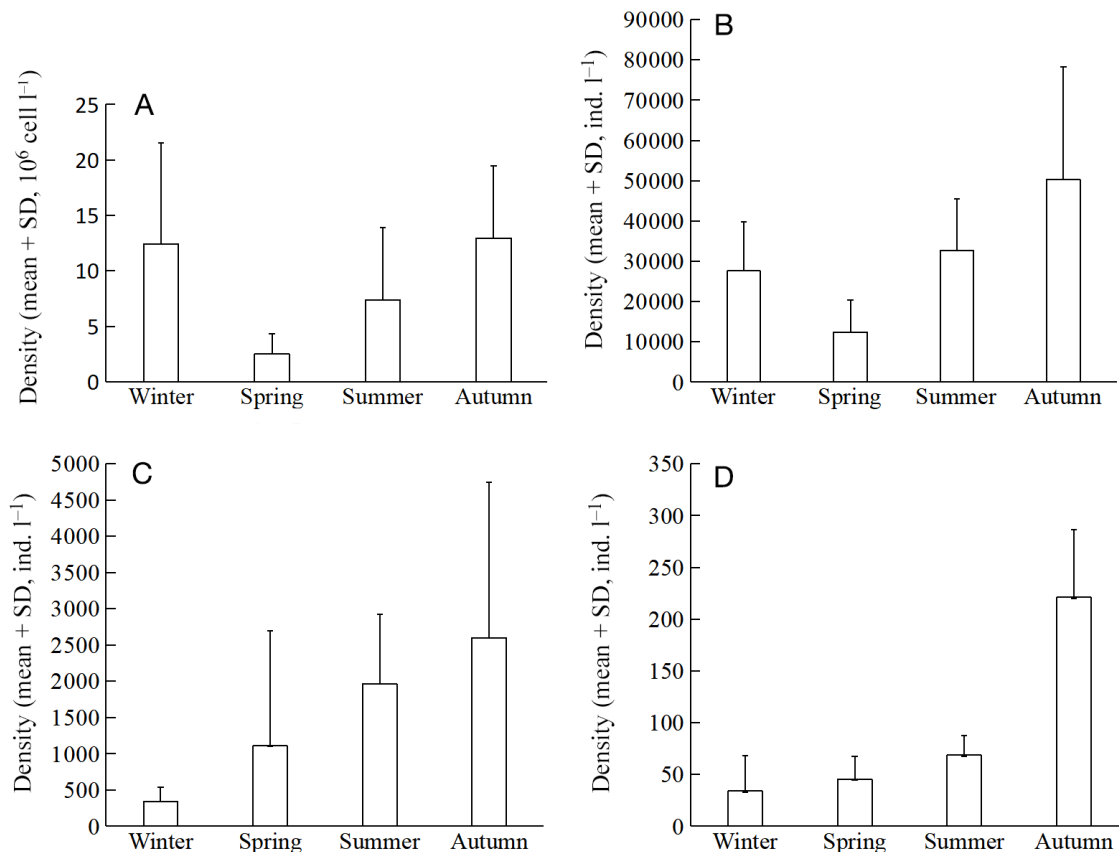 A
Density (mean + SD, 10⁶ cell l⁻¹)
25
20
15
10
5
0
Winter Spring Summer Autumn
B
Density (mean + SD, ind. l⁻¹)
90000
80000
70000
60000
50000
40000
30000
20000
10000
0
Winter Spring Summer Autumn
C
Density (mean + SD, ind. l⁻¹)
5000
4500
4000
3500
3000
2500
2000
1500
1000
500
0
Winter Spring Summer Autumn
D
Density (mean + SD, ind. l⁻¹)
350
300
250
200
150
100
50
0
Winter Spring Summer Autumn